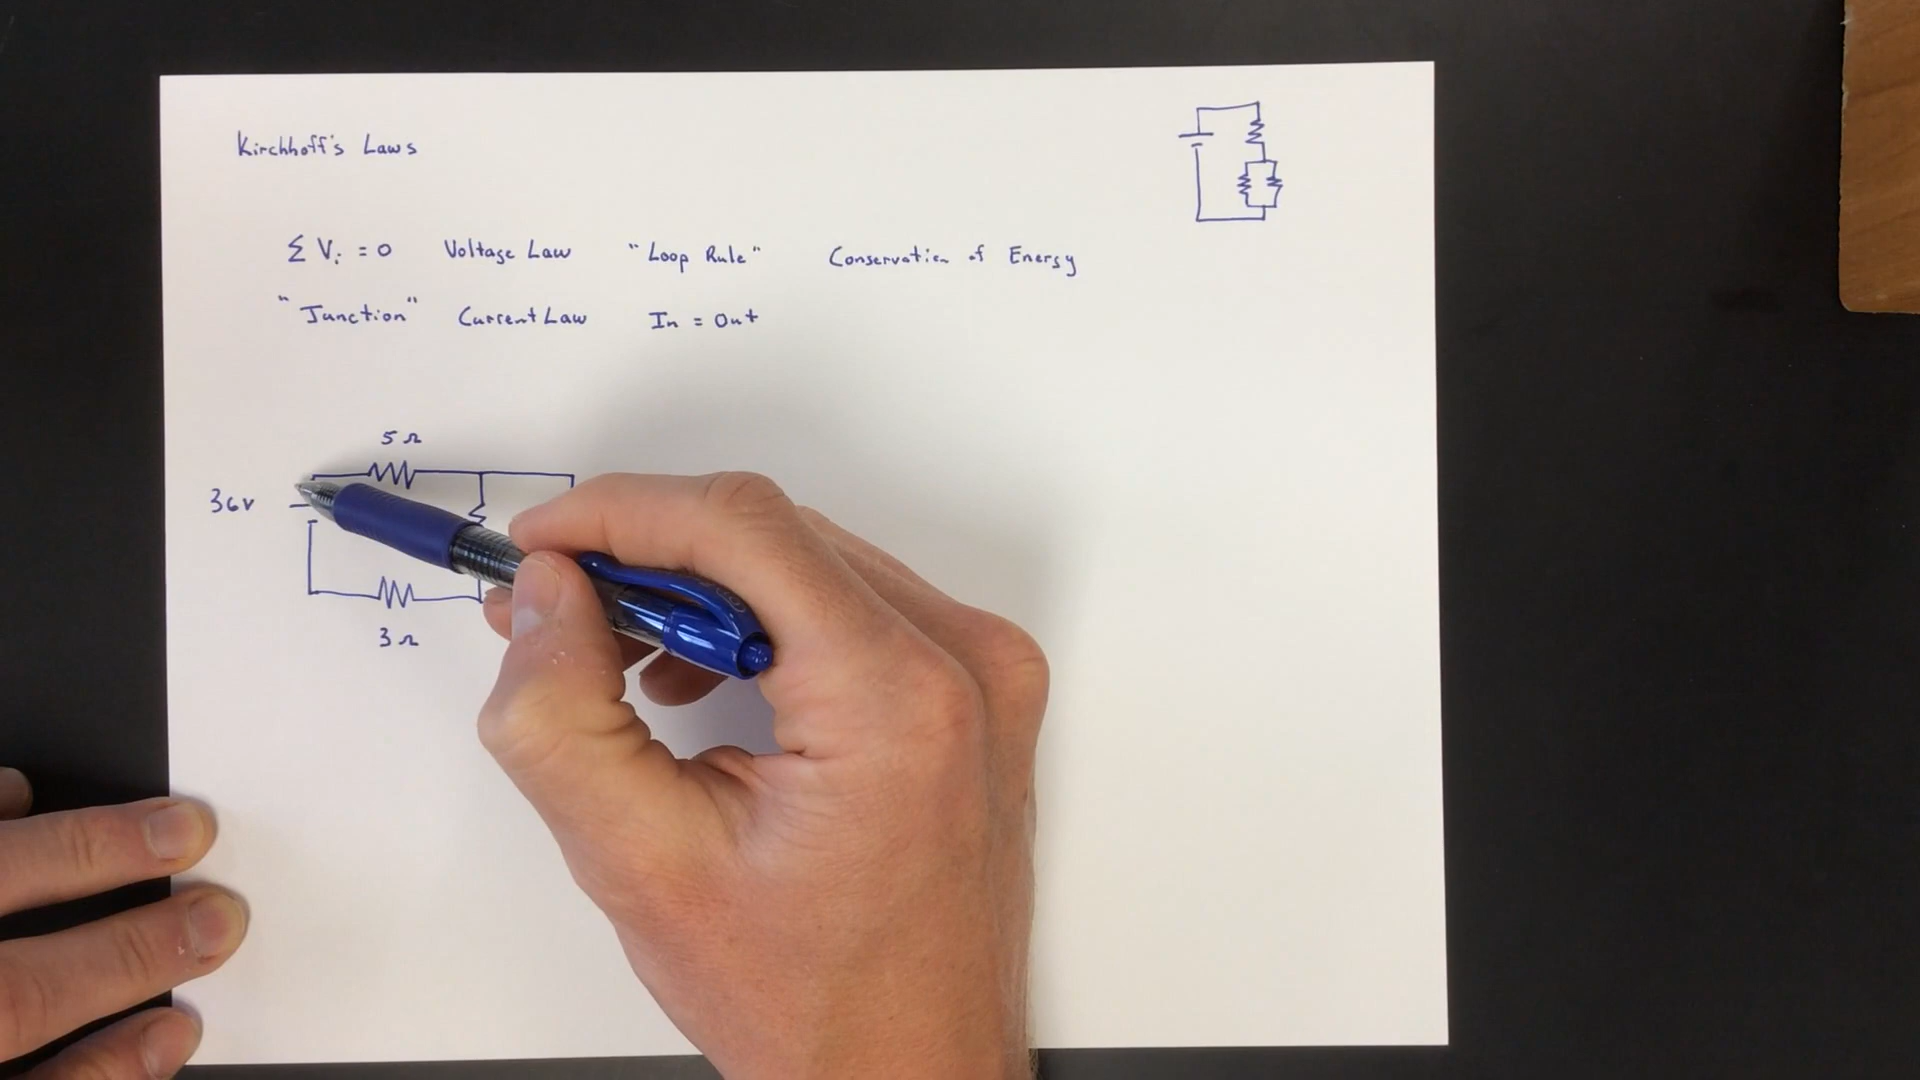 Kirchhoff's Laws
Σ Vᵢ = 0 Voltage Law "Loop Rule" Conservation of Energy
"Junction" Current Law In = Out
5 Ω
36v
3 Ω